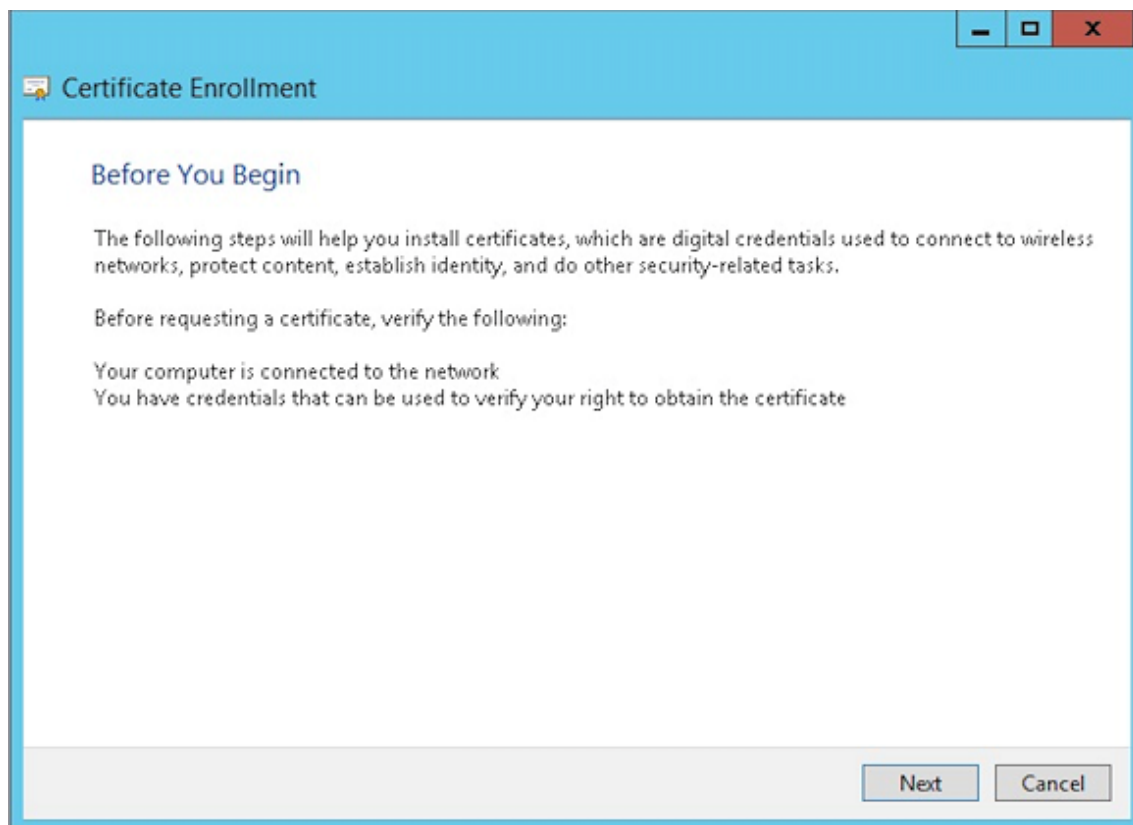 Certificate Enrollment
Before You Begin
The following steps will help you install certificates, which are digital credentials used to connect to wireless
networks, protect content, establish identity, and do other security-related tasks.
Before requesting a certificate, verify the following:
Your computer is connected to the network
You have credentials that can be used to verify your right to obtain the certificate
Next
Cancel